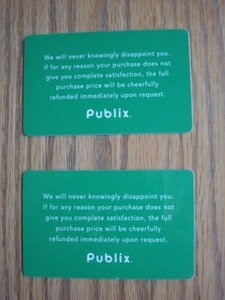 We will never knowingly disappoint you.
If for any reason your purchase does not
give you complete satisfaction, the full
purchase price will be cheerfully
refunded immediately upon request.
Publix.
We will never knowingly disappoint you.
If for any reason your purchase does not
give you complete satisfaction, the full
purchase price will be cheerfully
refunded immediately upon request.
Publix.